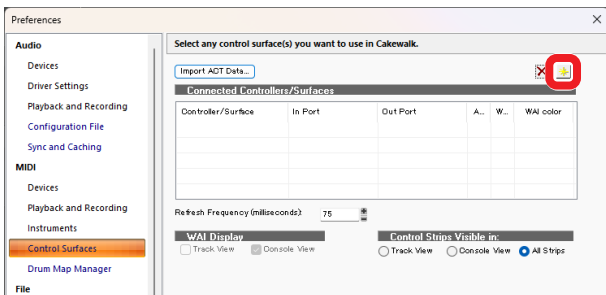 Preferences
Audio
Devices
Driver Settings
Playback and Recording
Configuration File
Sync and Caching
MIDI
Devices
Playback and Recording
Instruments
Control Surfaces
Drum Map Manager
File
Select any control surface(s) you want to use in Cakewalk.
Import ACT Data...
Connected Controllers/Surfaces
Controller/Surface In Port Out Port A... W... WAI color
Refresh Frequency (milliseconds): 75
WAI Display
Track View Console View
Control Strips Visible in:
Track View Console View All Strips